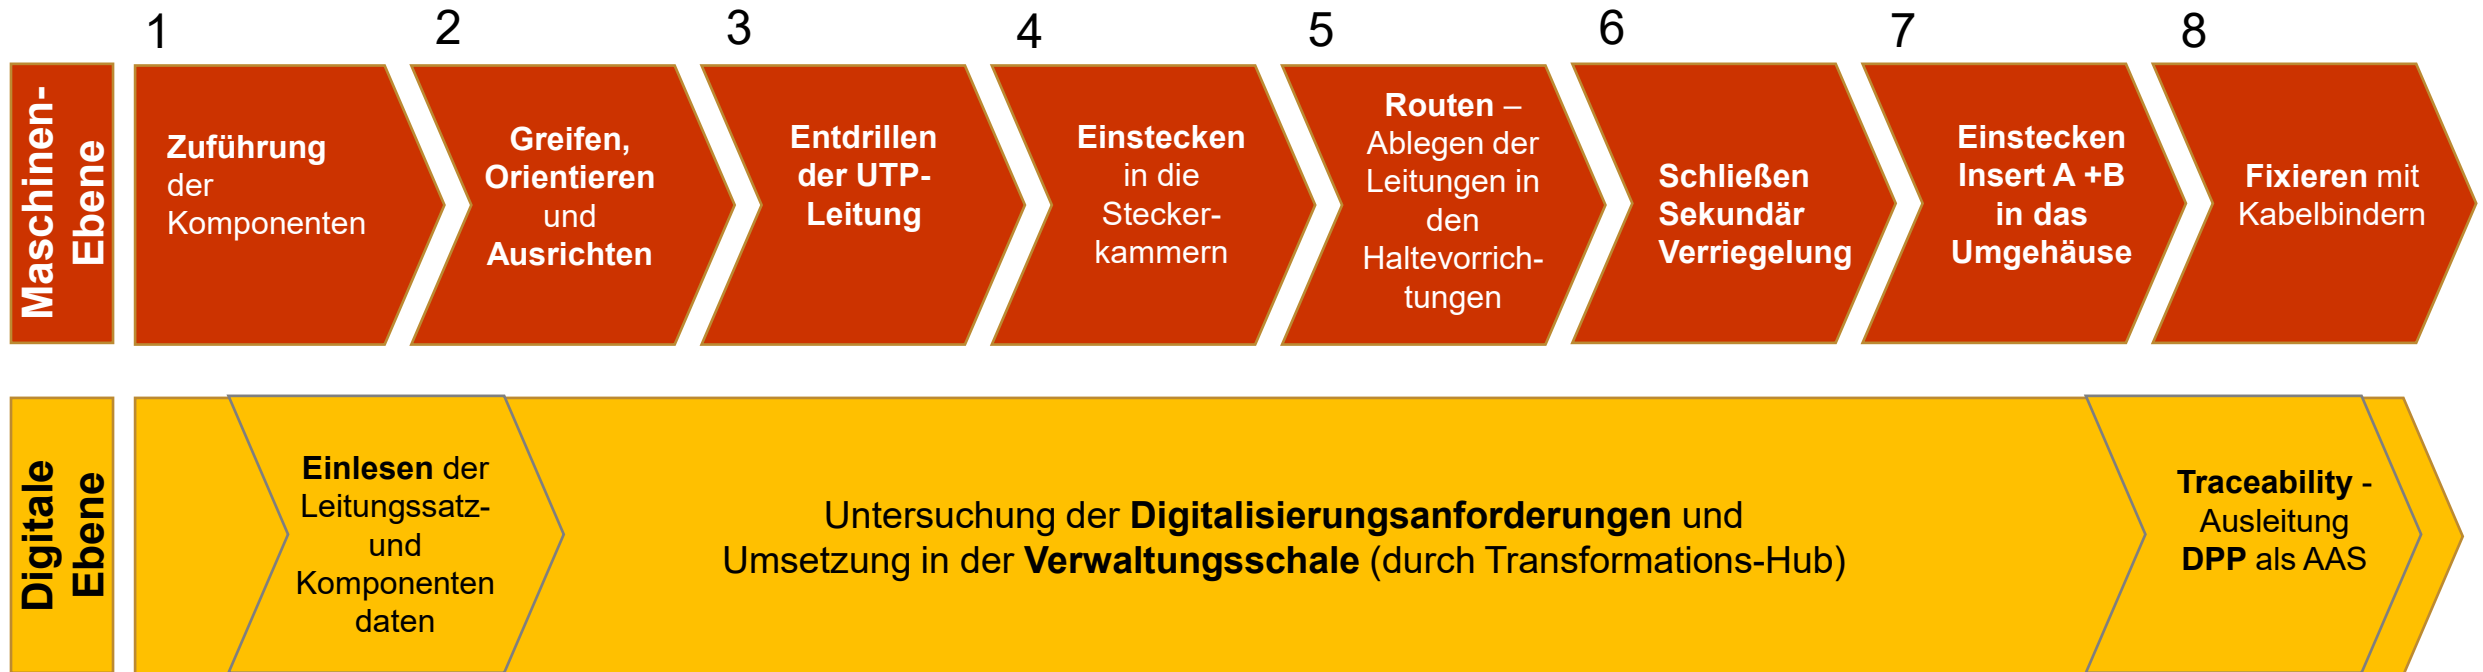 1
2
3
4
5
6
7
8
Maschinen-
Ebene
Zuführung
der
Komponenten
Greifen,
Orientieren
und
Ausrichten
Entdrillen
der UTP-
Leitung
Einstecken
in die
Stecker-
kammern
Routen –
Ablegen der
Leitungen in
den
Haltevorrich-
tungen
Schließen
Sekundär
Verriegelung
Einstecken
Insert A +B
in das
Umgehäuse
Fixieren mit
Kabelbindern
Digitale
Ebene
Einlesen der
Leitungssatz-
und
Komponenten
daten
Untersuchung der Digitalisierungsanforderungen und
Umsetzung in der Verwaltungsschale (durch Transformations-Hub)
Traceability -
Ausleitung
DPP als AAS